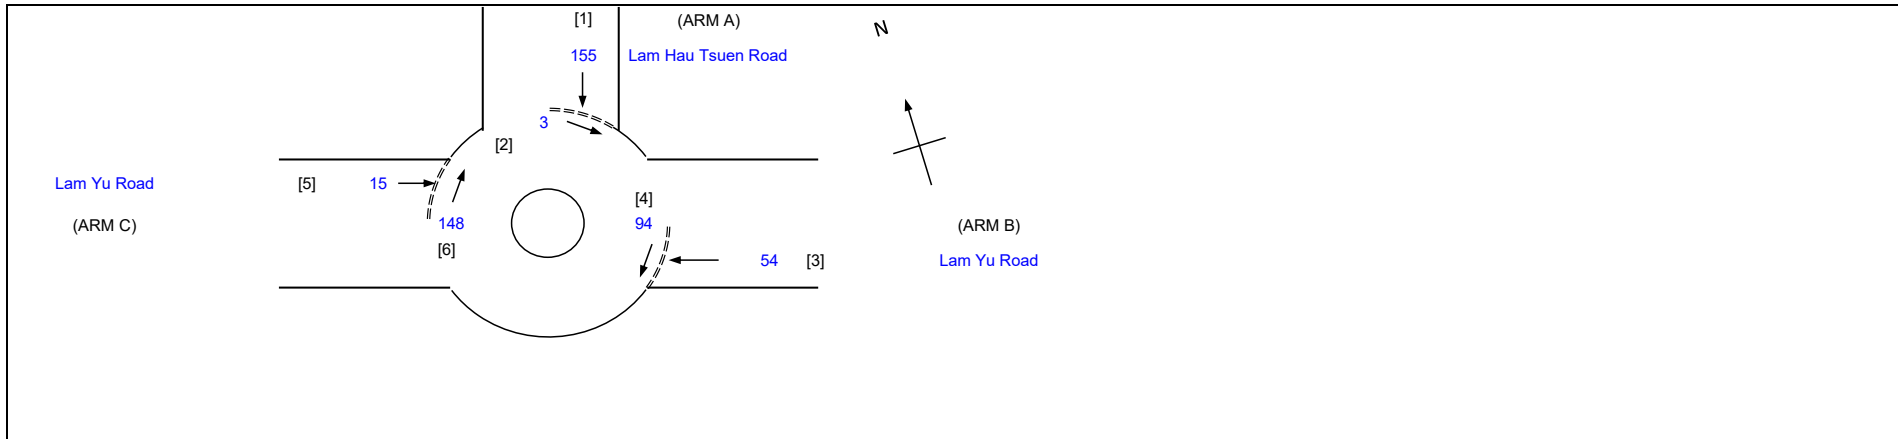 [1] (ARM A)
N
155 Lam Hau Tsuen Road
3
[2]
Lam Yu Road [5] 15
[4]
(ARM C) 148 94 (ARM B)
[6]
54 [3] Lam Yu Road